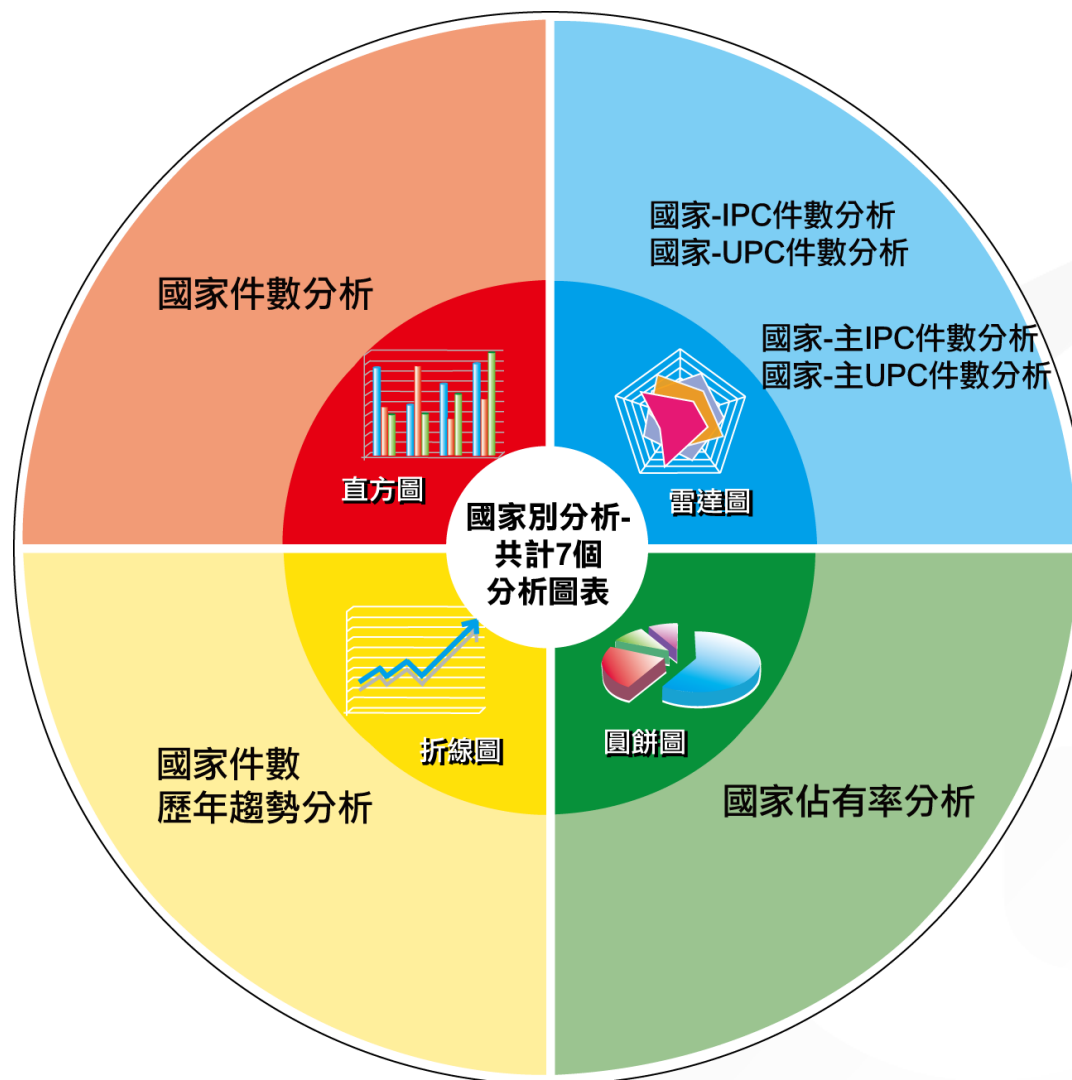 國家件數分析
直方圖
國家-IPC件數分析
國家-UPC件數分析
國家-主IPC件數分析
國家-主UPC件數分析
雷達圖
國家別分析-
共計7個
分析圖表
折線圖
國家件數
歷年趨勢分析
圓餅圖
國家佔有率分析